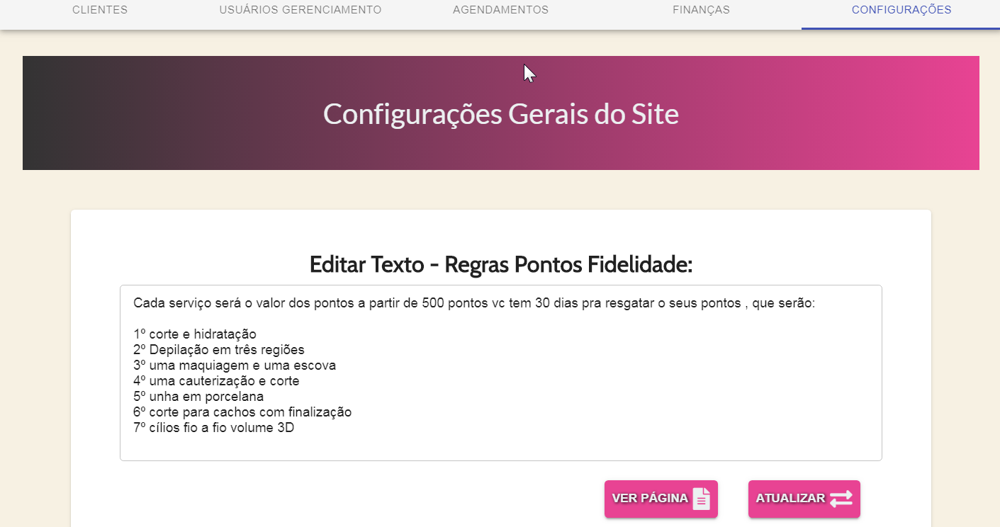 CLIENTES USUÁRIOS GERENCIAMENTO AGENDAMENTOS FINANÇAS CONFIGURAÇÕES
Configurações Gerais do Site
Editar Texto - Regras Pontos Fidelidade:
Cada serviço será o valor dos pontos a partir de 500 pontos vc tem 30 dias pra resgatar o seus pontos , que serão:
1º corte e hidratação
2º Depilação em três regiões
3º uma maquiagem e uma escova
4º uma cauterização e corte
5º unha em porcelana
6º corte para cachos com finalização
7º cílios fio a fio volume 3D
VER PÁGINA ATUALIZAR